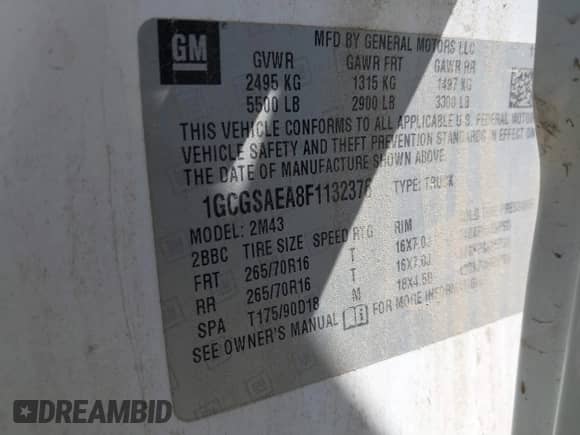 GM
MFD BY GENERAL MOTORS LLC
GVWR GAWR FRT GAWR RR
2495 KG 1315 KG 1497 KG
5500 LB 2900 LB 3300 LB
THIS VEHICLE CONFORMS TO ALL APPLICABLE U.S. FEDERAL MOTOR
VEHICLE SAFETY AND THEFT PREVENTION STANDARDS IN EFFECT ON
THE DATE OF MANUFACTURE SHOWN ABOVE.
1GCGSAEA8F1132376 TYPE: TRUCK
MODEL: 2M43
2BBC TIRE SIZE SPEED RTG RIM
FRT 265/70R16 T 16X7.0J
RR 265/70R16 T 16X7.0J
SPA T175/90D18 M 18X4.5B
SEE OWNER'S MANUAL FOR MORE
DREAMBID